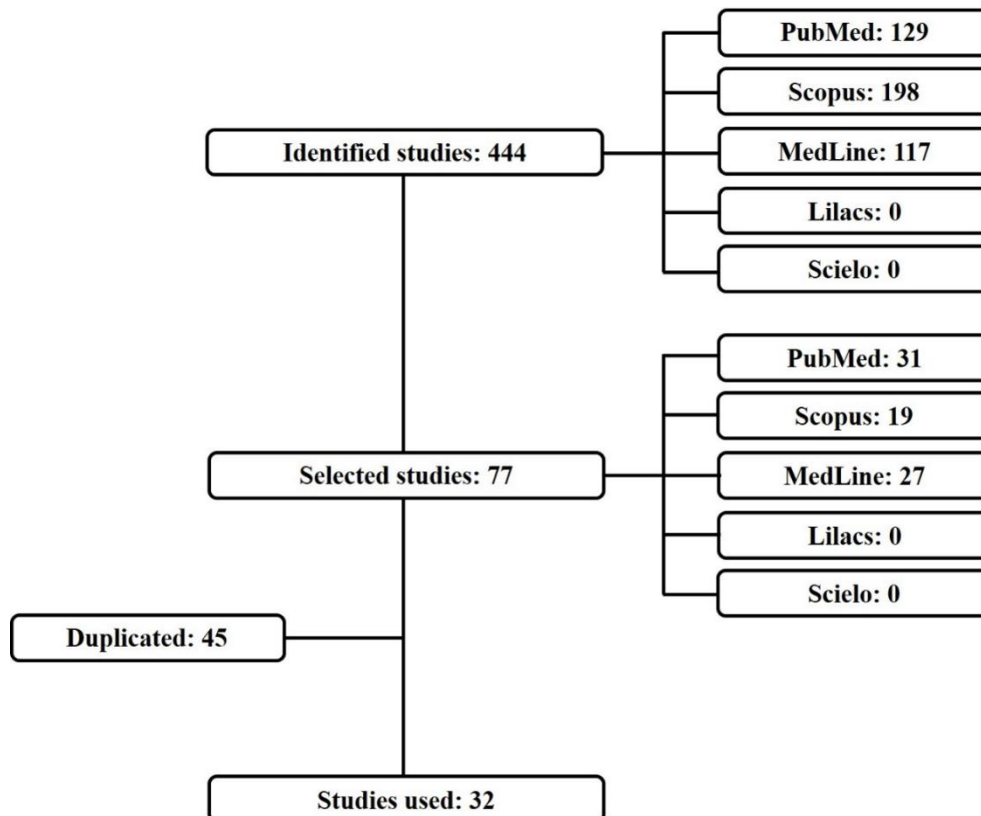 PubMed: 129
Scopus: 198
Identified studies: 444
MedLine: 117
Lilacs: 0
Scielo: 0
PubMed: 31
Scopus: 19
Selected studies: 77
MedLine: 27
Lilacs: 0
Scielo: 0
Duplicated: 45
Studies used: 32